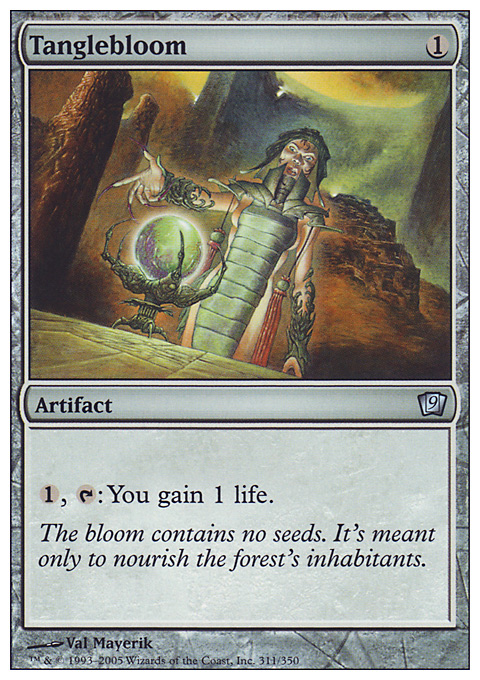 Tanglebloom 1
Artifact 9
1, : You gain 1 life.
The bloom contains no seeds. It's meant
only to nourish the forest's inhabitants.
Val Mayerik
™ & © 1993–2005 Wizards of the Coast, Inc. 311/350